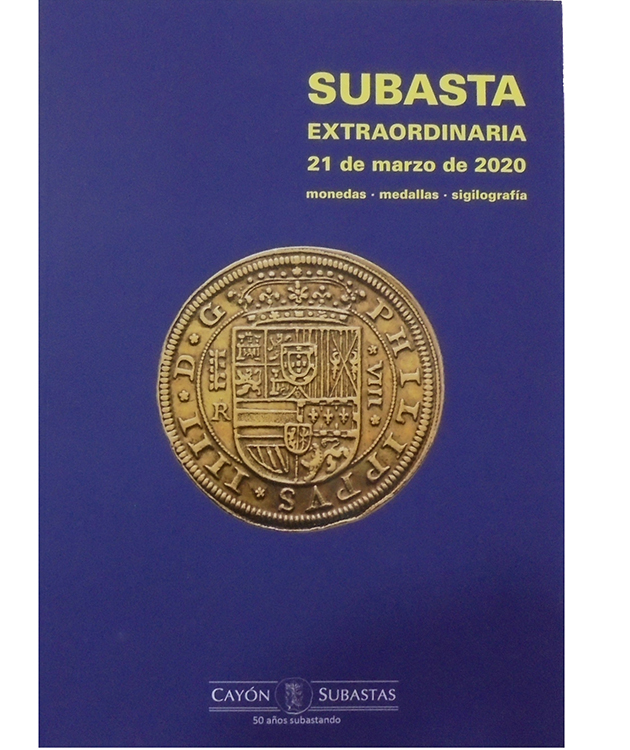 SUBASTA
EXTRAORDINARIA
21 de marzo de 2020
monedas · medallas · sigilografía
PHILIPPVS * IIII * D * G
R
VIII
CAYÓN SUBASTAS
50 años subastando